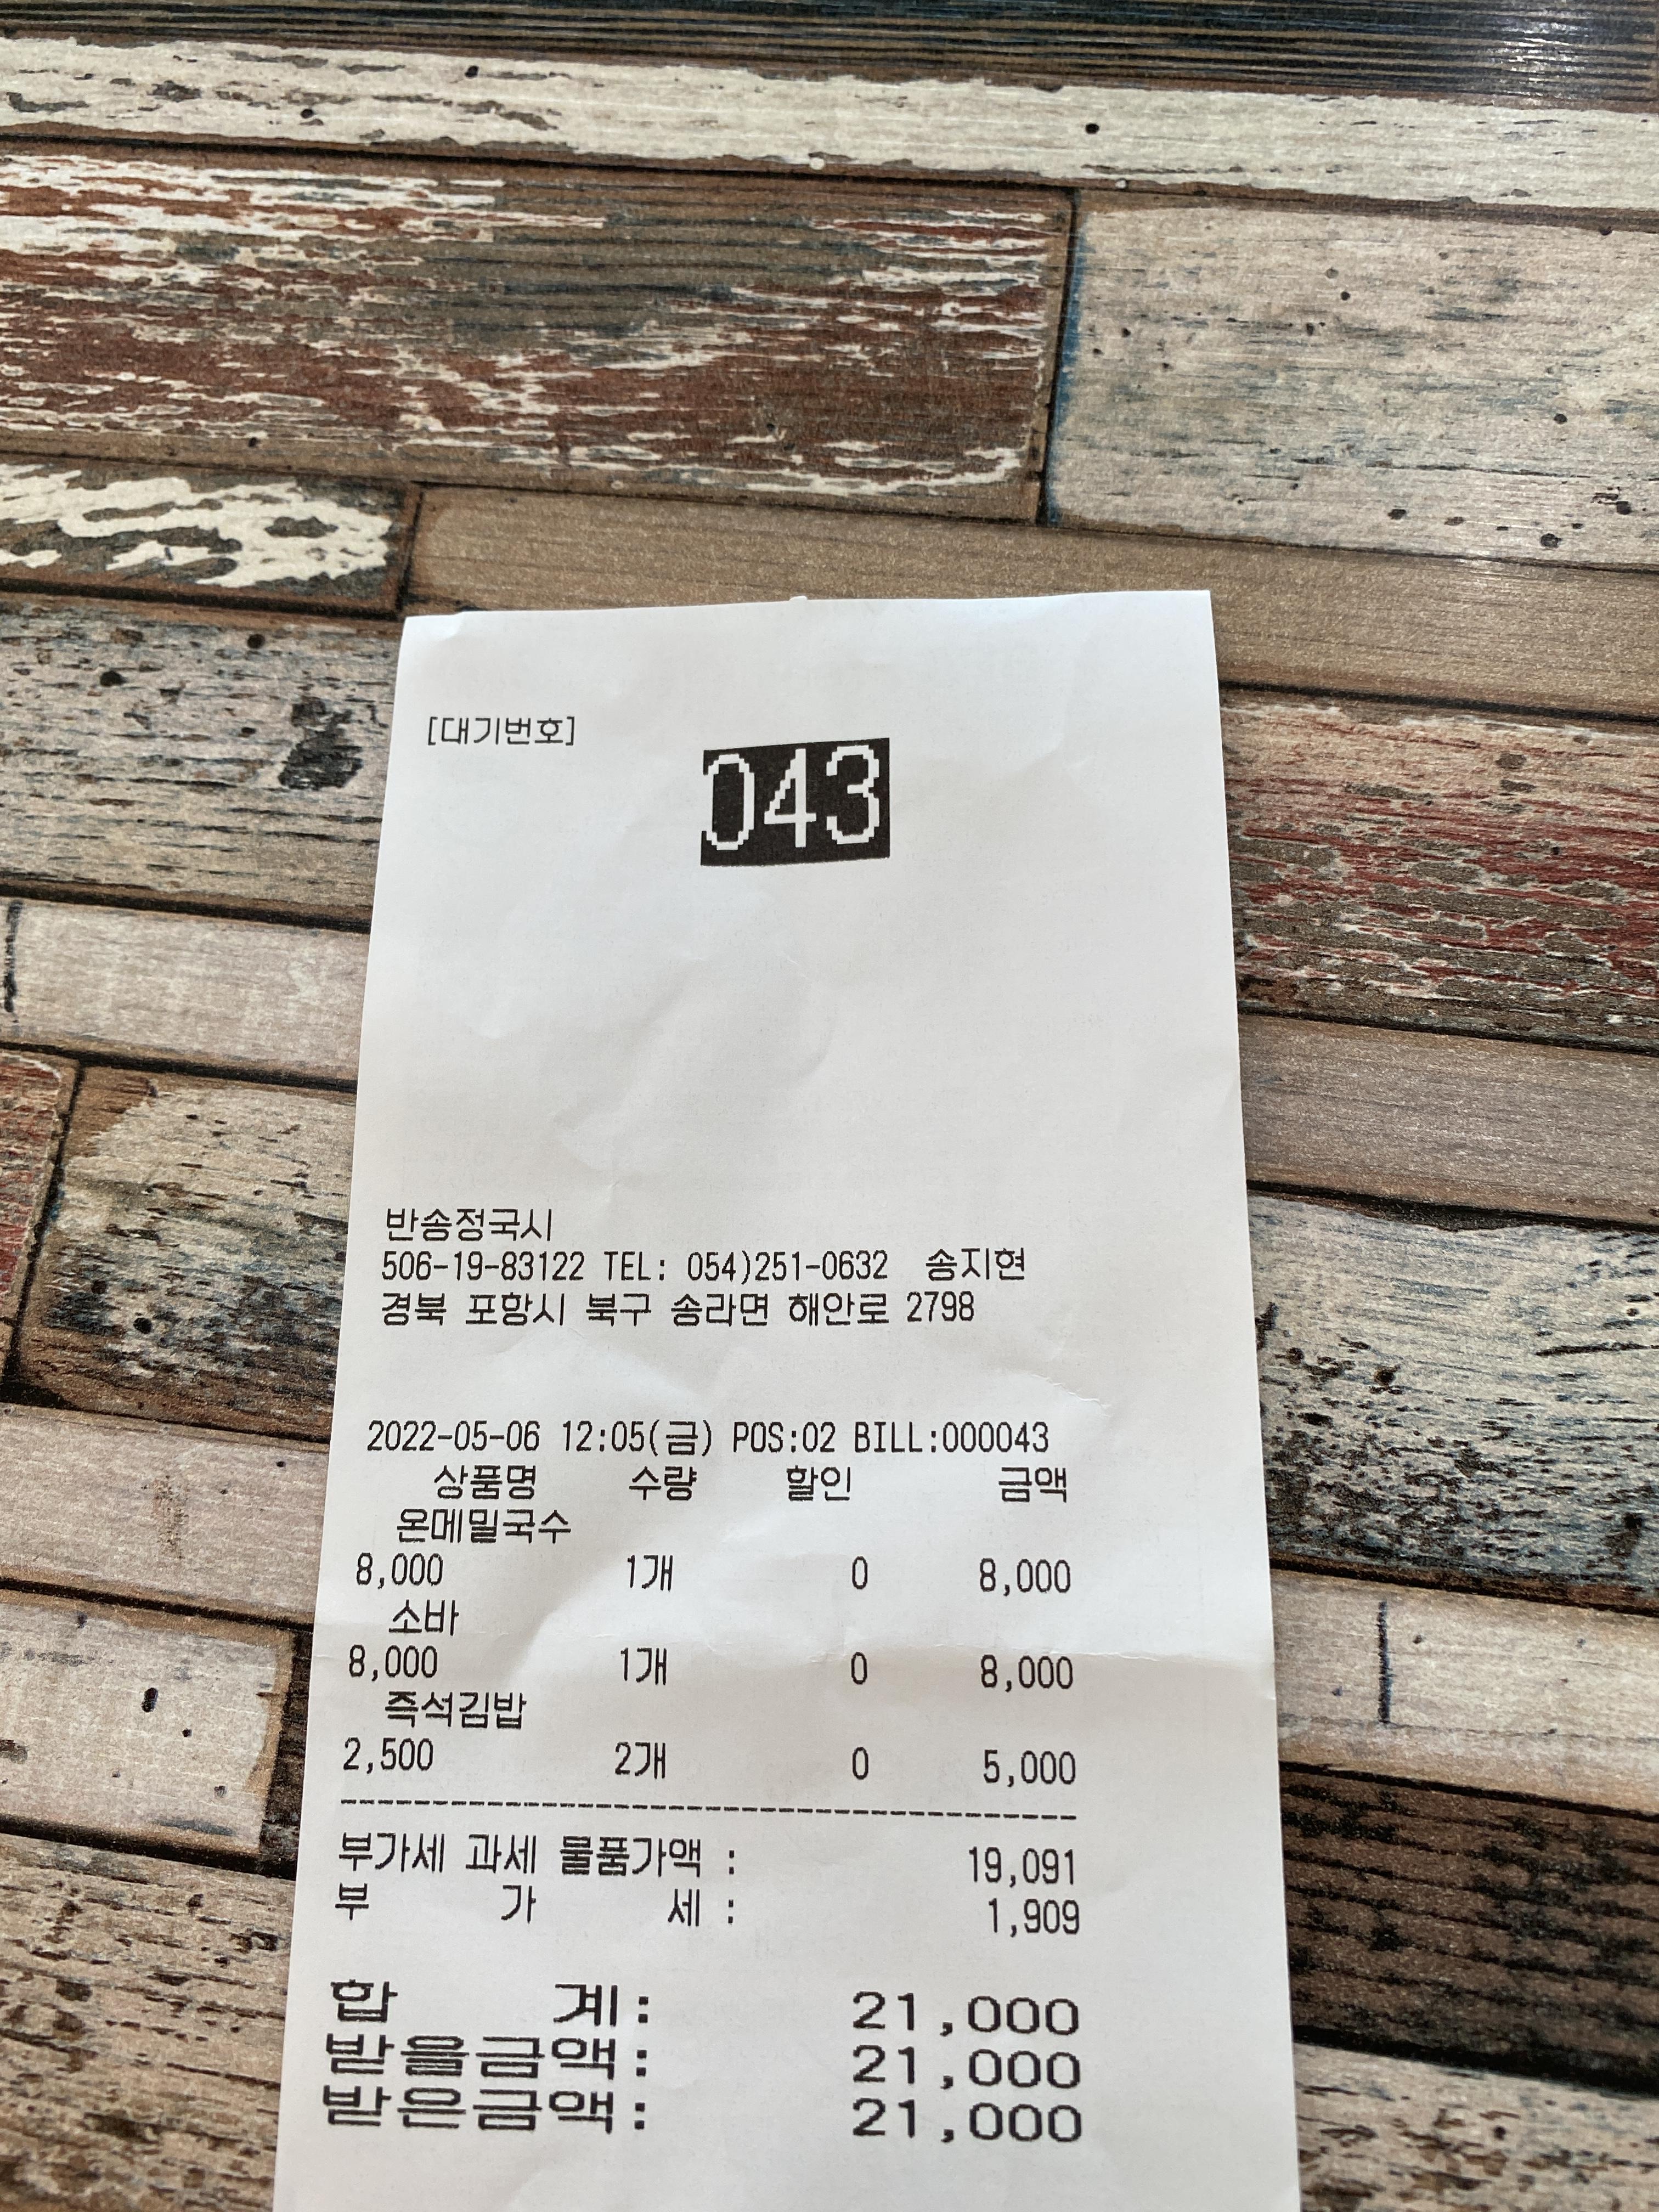 [대기번호]
043
반송정국시
506-19-83122 TEL: 054)251-0632 송지현
경북 포항시 북구 송라면 해안로 2798
2022-05-06 12:05(금) POS:02 BILL:000043
상품명 수량 할인 금액
온메밀국수
8,000 1개 0 8,000
소바
8,000 1개 0 8,000
즉석김밥
2,500 2개 0 5,000
--------------------------------
부가세 과세 물품가액 : 19,091
부 가 세 : 1,909
합 계: 21,000
받을금액: 21,000
받은금액: 21,000